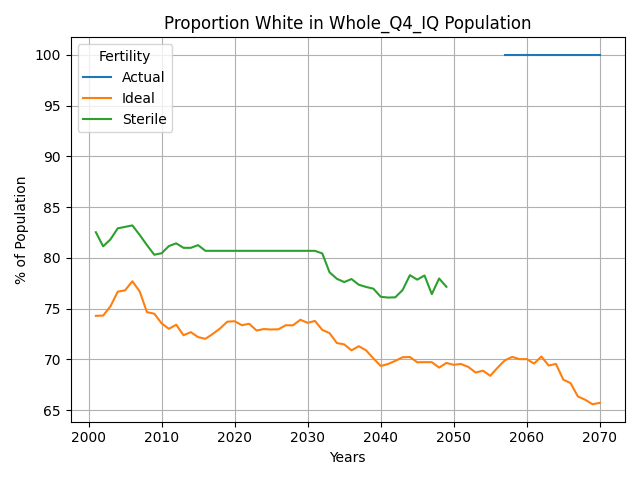 Proportion White in Whole_Q4_IQ Population
Fertility
Actual
Ideal
Sterile
% of Population
100
95
90
85
80
75
70
65
2000 2010 2020 2030 2040 2050 2060 2070
Years